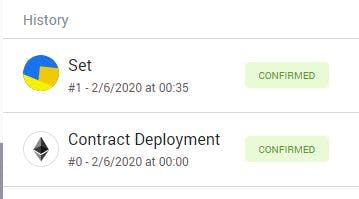 History
Set
#1 - 2/6/2020 at 00:35
CONFIRMED
Contract Deployment
#0 - 2/6/2020 at 00:00
CONFIRMED